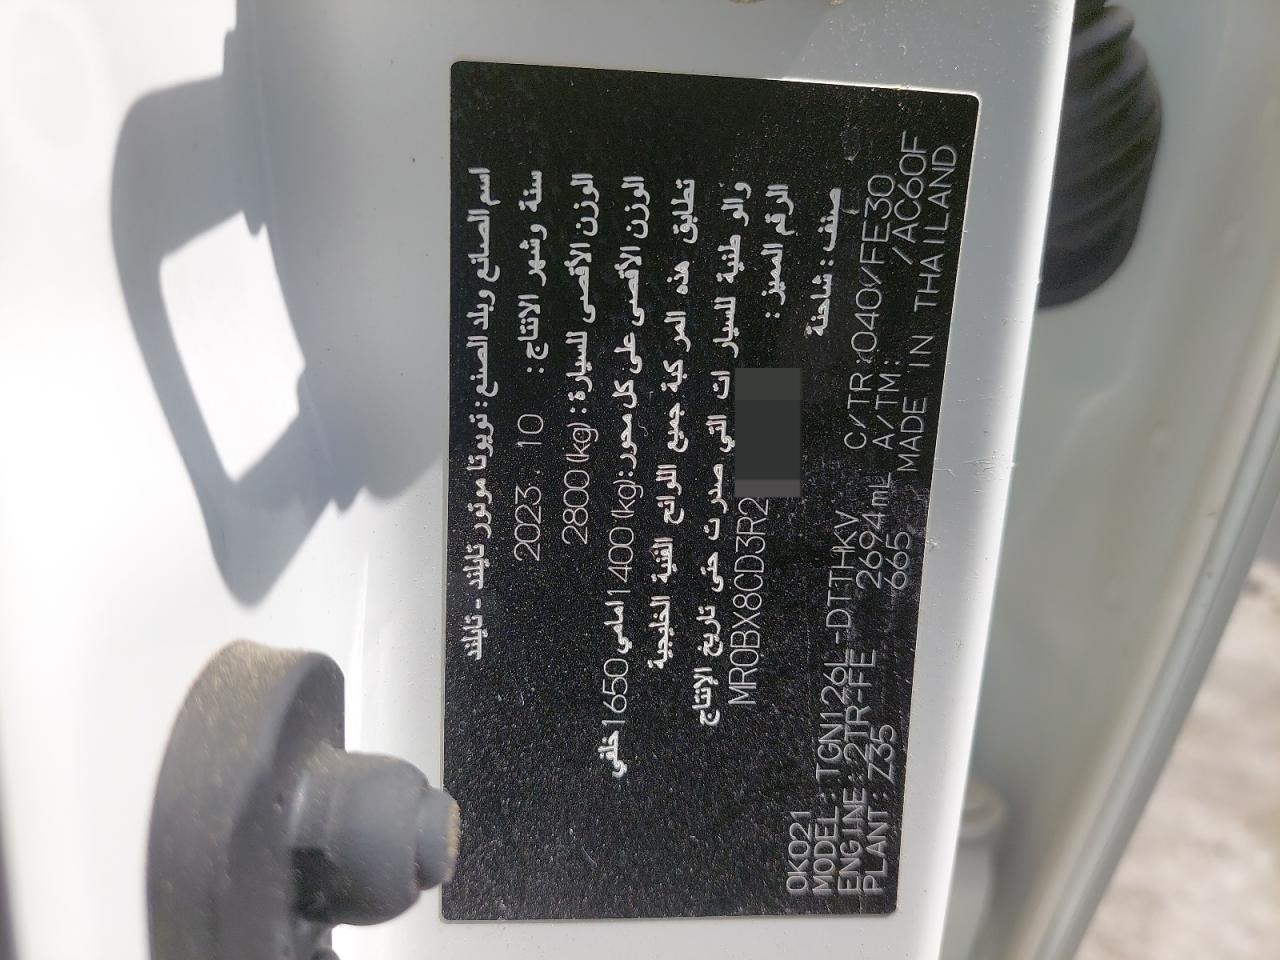 اسم الصانع وبلد الصنع : تويوتا موتور تايلند - تايلند
سنة وشهر الانتاج : 2023 . 10
الوزن الأقصى للسيارة : 2800 (kg)
الوزن الأقصى على كل محور: (kg) 1400 امامي 1650 خلفي
تطابق هذه المركبة جميع اللوائح الفنية الخليجية
والوطنية للسيارات التي صدرت حتى تاريخ الإنتاج
الرقم المميز : MR0BX8CD3R2
صنف : شاحنة
0K021
MODEL : TGN126L-DTTHKV C/TR : 040/FE30
ENGINE : 2TR-FE 2694mL A/TM : /AC60F
PLANT : Z35 665 MADE IN THAILAND